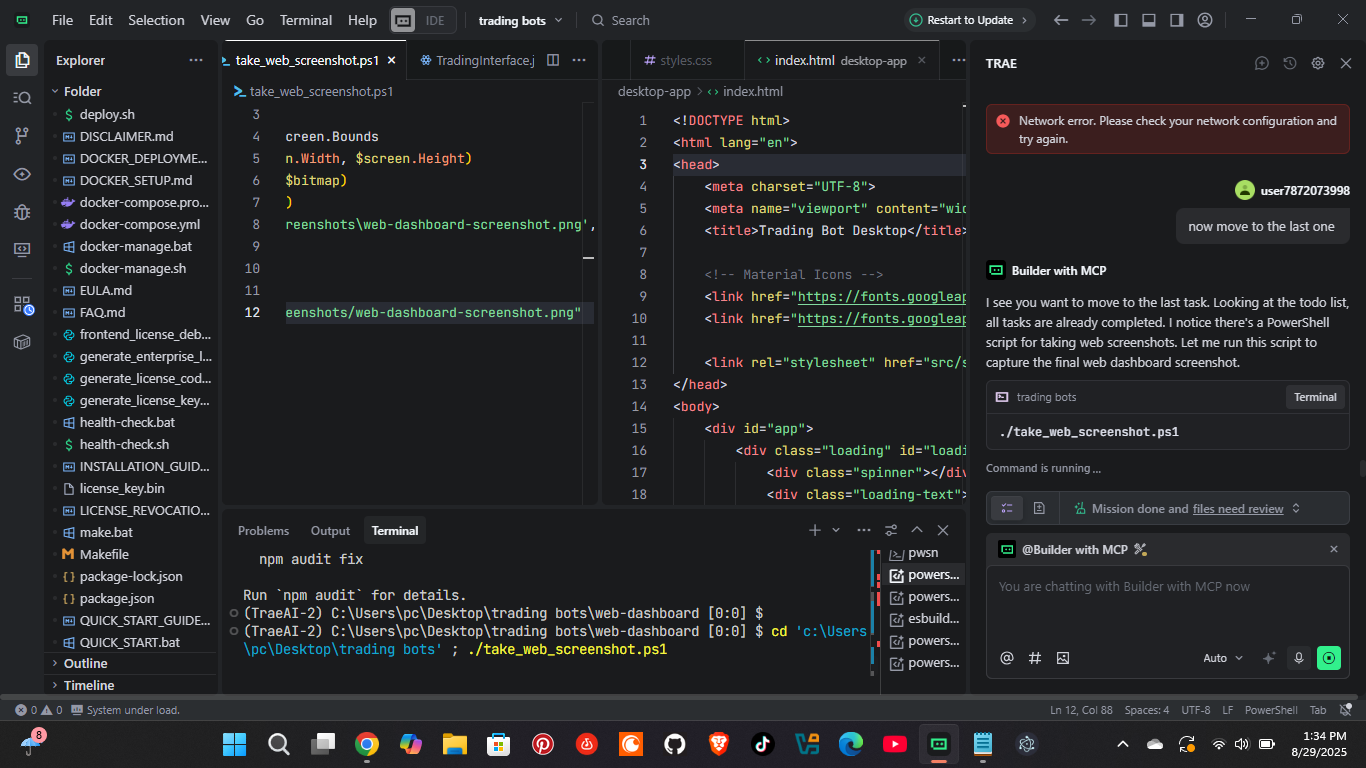 File Edit Selection View Go Terminal Help IDE trading bots Search Restart to Update
Explorer
Folder
deploy.sh
DISCLAIMER.md
DOCKER_DEPLOYME...
DOCKER_SETUP.md
docker-compose.pro...
docker-compose.yml
docker-manage.bat
docker-manage.sh
EULA.md
FAQ.md
frontend_license_deb...
generate_enterprise_l...
generate_license_cod...
generate_license_key...
health-check.bat
health-check.sh
INSTALLATION_GUID...
license_key.bin
LICENSE_REVOCATIO...
make.bat
Makefile
package-lock.json
package.json
QUICK_START_GUIDE...
QUICK_START.bat
Outline
Timeline
take_web_screenshot.ps1 TradingInterface.j
take_web_screenshot.ps1
3
4 creen.Bounds
5 n.Width, $screen.Height)
6 $bitmap)
7 )
8 reenshots\web-dashboard-screenshot.png',
9
10
11
12 eenshots/web-dashboard-screenshot.png"
styles.css index.html desktop-app
desktop-app index.html
1 <!DOCTYPE html>
2 <html lang="en">
3 <head>
4 <meta charset="UTF-8">
5 <meta name="viewport" content="wid
6 <title>Trading Bot Desktop</title>
7
8 <!-- Material Icons -->
9 <link href="https://fonts.googleap
10 <link href="https://fonts.googleap
11
12 <link rel="stylesheet" href="src/s
13 </head>
14 <body>
15 <div id="app">
16 <div class="loading" id="loadi
17 <div class="spinner"></div
18 <div class="loading-text">
Problems Output Terminal
npm audit fix
Run `npm audit` for details.
(TraeAI-2) C:\Users\pc\Desktop\trading bots\web-dashboard [0:0] $
(TraeAI-2) C:\Users\pc\Desktop\trading bots\web-dashboard [0:0] $ cd 'c:\Users
\pc\Desktop\trading bots' ; ./take_web_screenshot.ps1
pwsh
powers...
powers...
esbuild...
powers...
powers...
TRAE
Network error. Please check your network configuration and
try again.
user7872073998
now move to the last one
Builder with MCP
I see you want to move to the last task. Looking at the todo list,
all tasks are already completed. I notice there's a PowerShell
script for taking web screenshots. Let me run this script to
capture the final web dashboard screenshot.
trading bots Terminal
./take_web_screenshot.ps1
Command is running ...
Mission done and files need review
@Builder with MCP
You are chatting with Builder with MCP now
@ # Auto
0 0 System under load. Ln 12, Col 88 Spaces: 4 UTF-8 LF PowerShell Tab
8
1:34 PM
8/29/2025